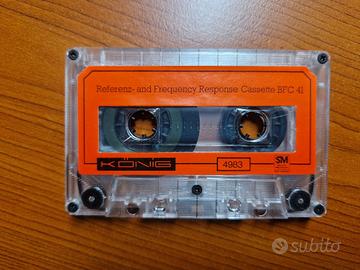 Referenz- and Frequency Response Cassette BFC 41
KÖNIG
4983
SM
subito